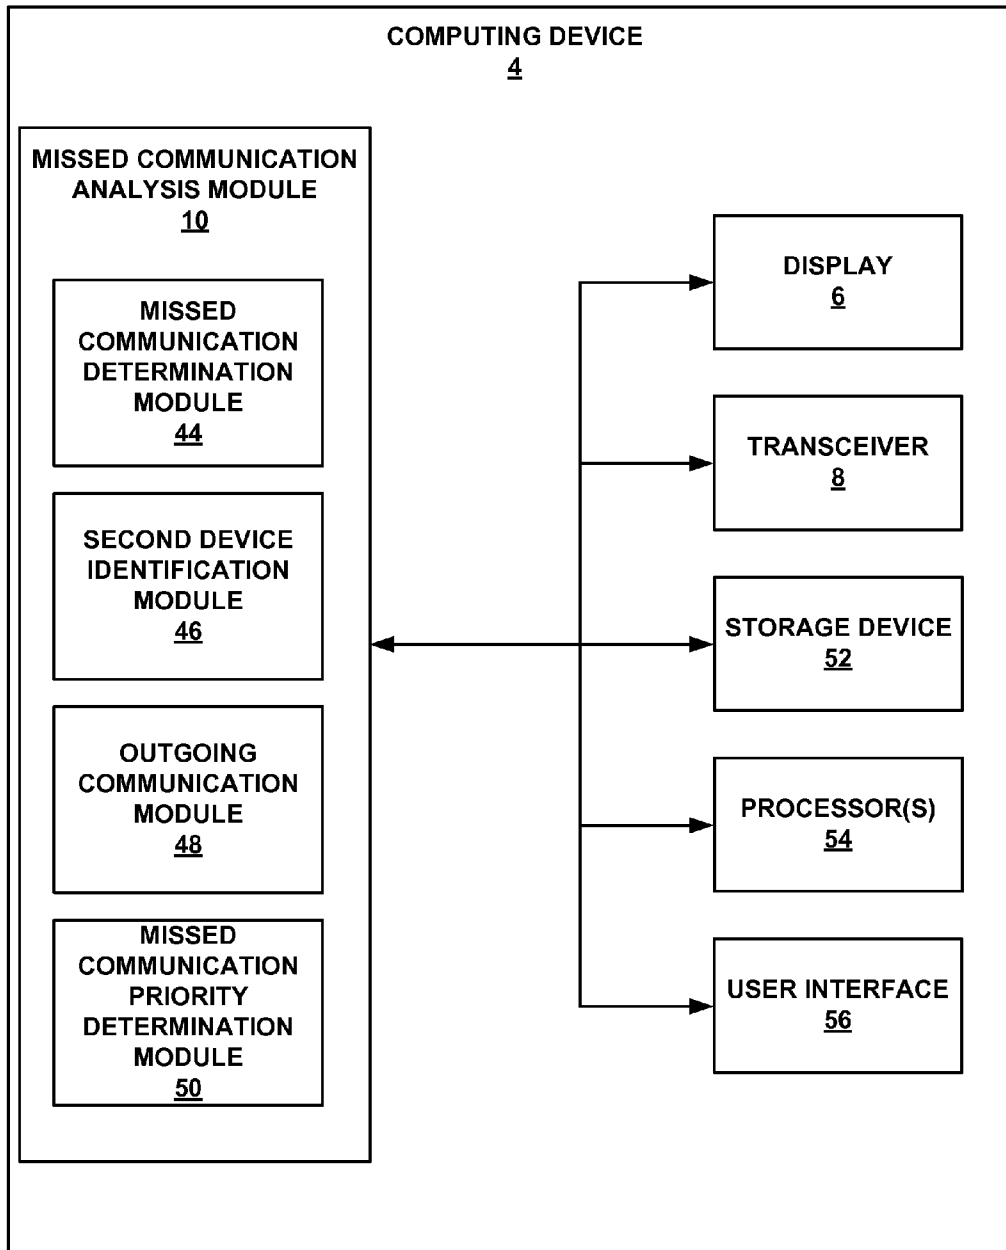 COMPUTING DEVICE
4
MISSED COMMUNICATION
ANALYSIS MODULE
10
MISSED
COMMUNICATION
DETERMINATION
MODULE
44
SECOND DEVICE
IDENTIFICATION
MODULE
46
OUTGOING
COMMUNICATION
MODULE
48
MISSED
COMMUNICATION
PRIORITY
DETERMINATION
MODULE
50
DISPLAY
6
TRANSCEIVER
8
STORAGE DEVICE
52
PROCESSOR(S)
54
USER INTERFACE
56